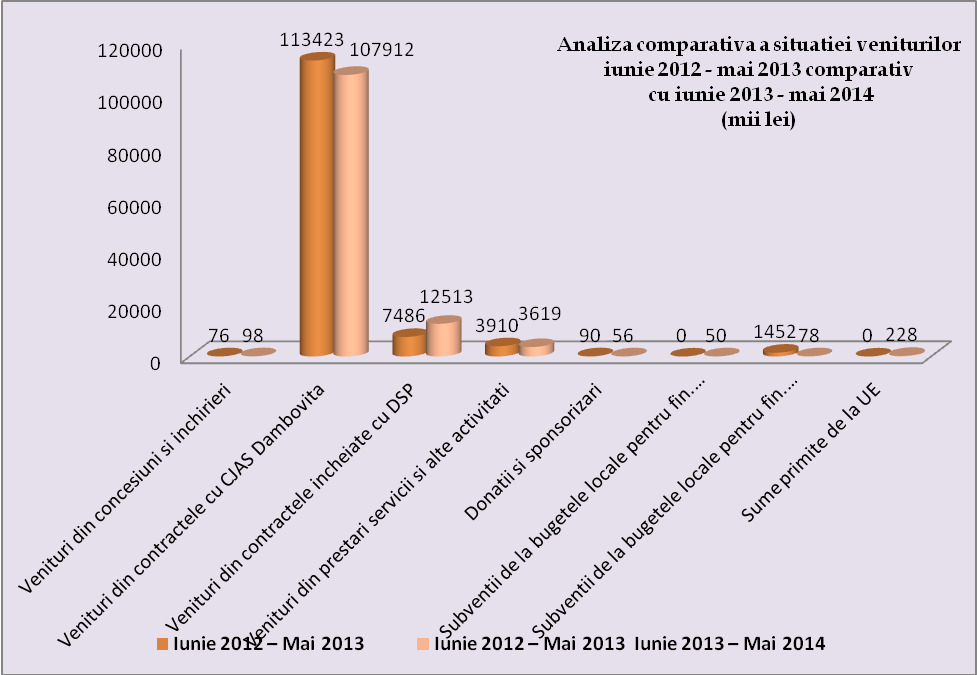 Analiza comparativa a situatiei veniturilor
iunie 2012 - mai 2013 comparativ
cu iunie 2013 - mai 2014
(mii lei)
120000
100000
80000
60000
40000
20000
0
113423
107912
76
98
7486
12513
3910
3619
90
56
0
50
1452
78
0
228
Venituri din concesiuni si inchirieri
Venituri din contractele cu CJAS Dambovita
Venituri din contractele incheiate cu DSP
Venituri din prestari servicii si alte activitati
Donatii si sponsorizari
Subventii de la bugetele locale pentru fin....
Subventii de la bugetele locale pentru fin....
Sume primite de la UE
Iunie 2012 – Mai 2013
Iunie 2012 – Mai 2013 Iunie 2013 – Mai 2014